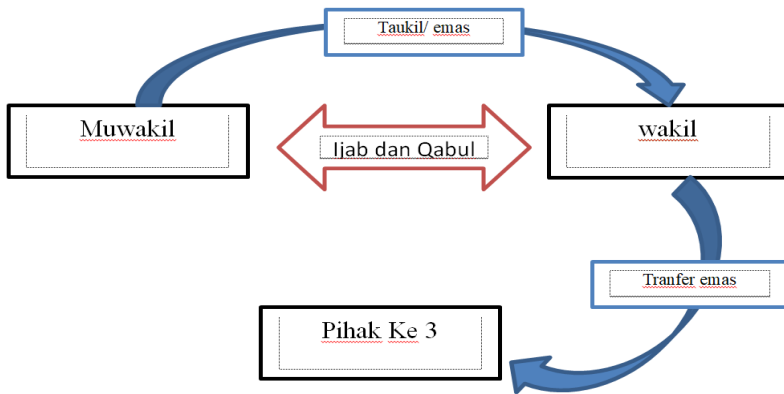 Taukil/ emas
Muwakil
Ijab dan Qabul
wakil
Tranfer emas
Pihak Ke 3